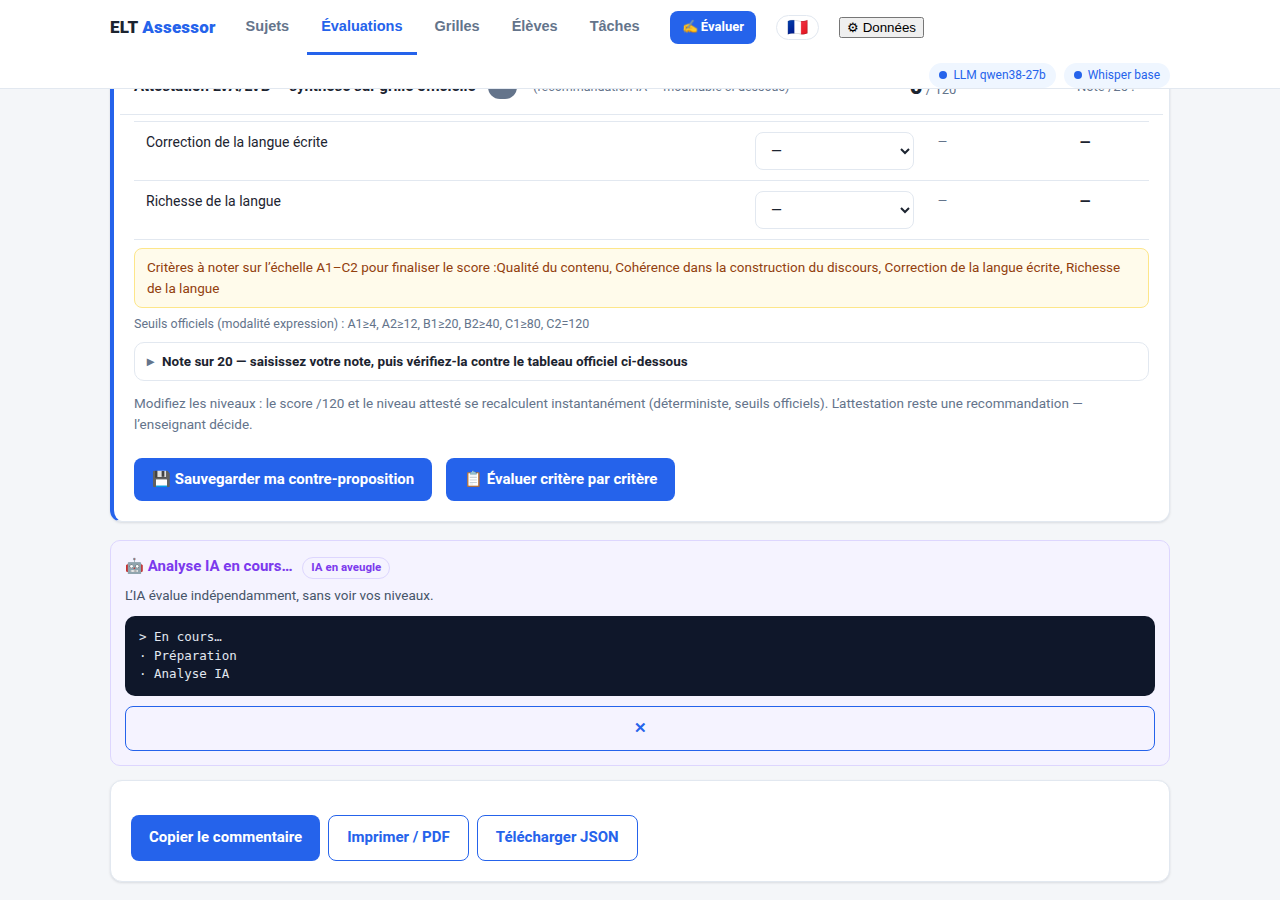 ELT Assessor
Sujets
Évaluations
Grilles
Élèves
Tâches
✍️ Évaluer
⚙ Données
LLM qwen38-27b
Whisper base
/ 120
Correction de la langue écrite
—
—
—
Richesse de la langue
—
—
—
Critères à noter sur l'échelle A1–C2 pour finaliser le score :Qualité du contenu, Cohérence dans la construction du discours, Correction de la langue écrite, Richesse
de la langue
Seuils officiels (modalité expression) : A1≥4, A2≥12, B1≥20, B2≥40, C1≥80, C2=120
▸ Note sur 20 — saisissez votre note, puis vérifiez-la contre le tableau officiel ci-dessous
Modifiez les niveaux : le score /120 et le niveau attesté se recalculent instantanément (déterministe, seuils officiels). L'attestation reste une recommandation —
l'enseignant décide.
💾 Sauvegarder ma contre-proposition
📋 Évaluer critère par critère
🤖 Analyse IA en cours…
IA en aveugle
L'IA évalue indépendamment, sans voir vos niveaux.
> En cours…
· Préparation
· Analyse IA
✕
Copier le commentaire
Imprimer / PDF
Télécharger JSON